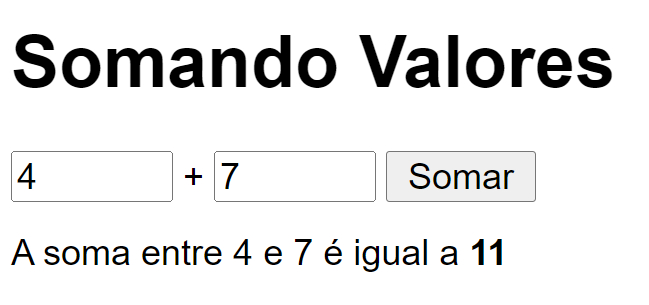 Somando Valores
4 + 7 Somar
A soma entre 4 e 7 é igual a 11